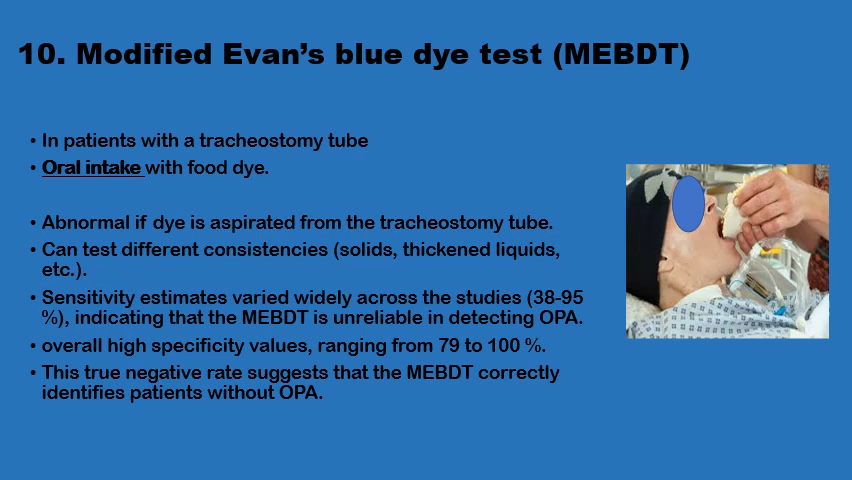 10. Modified Evan's blue dye test (MEBDT)
• In patients with a tracheostomy tube
• Oral intake with food dye.
• Abnormal if dye is aspirated from the tracheostomy tube.
• Can test different consistencies (solids, thickened liquids,
etc.).
• Sensitivity estimates varied widely across the studies (38-95
%), indicating that the MEBDT is unreliable in detecting OPA.
• overall high specificity values, ranging from 79 to 100 %.
• This true negative rate suggests that the MEBDT correctly
identifies patients without OPA.